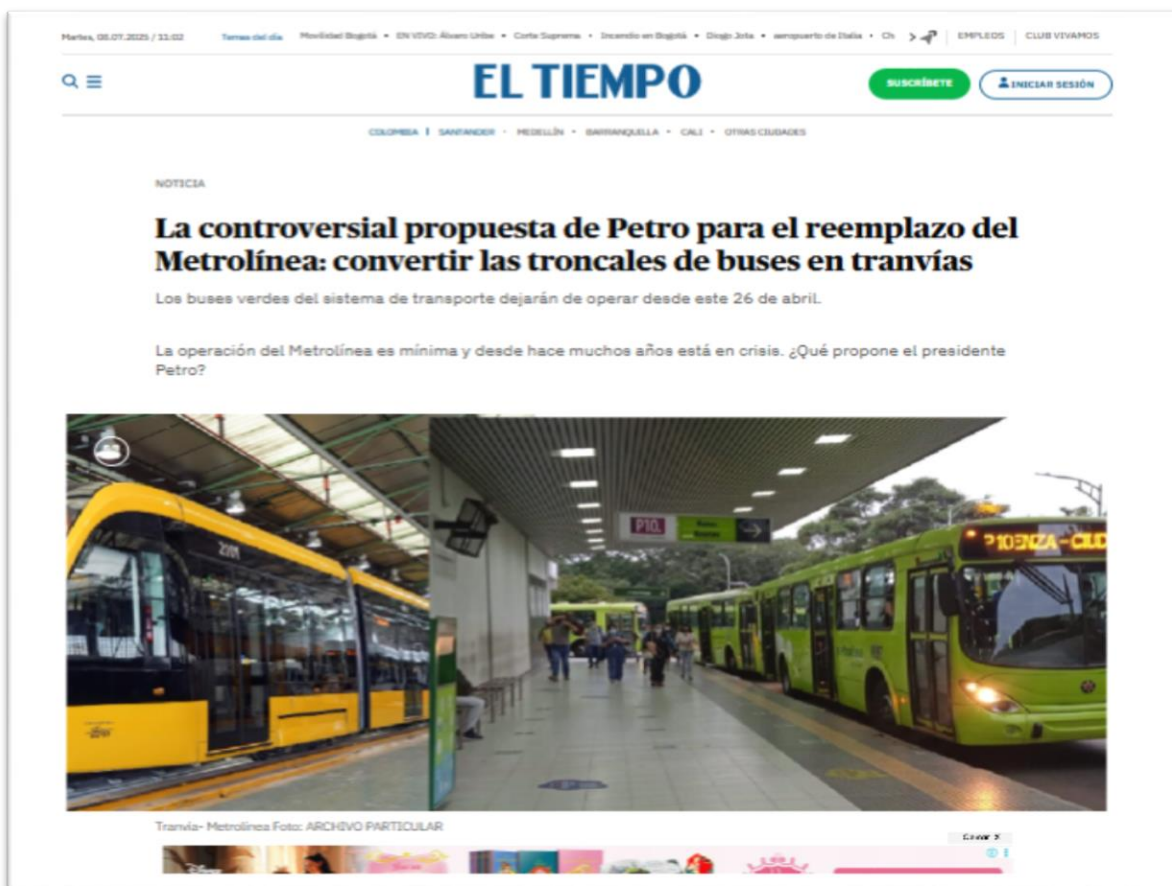 Martes, 08.07.2025 / 11:02 Temas del día Movilidad Bogotá • EN VIVO: Álvaro Uribe • Corte Suprema • Incendio en Bogotá • Diogo Jota • aeropuerto de Italia • Ch > EMPLEOS CLUB VIVAMOS
EL TIEMPO
SUSCRÍBETE
INICIAR SESIÓN
COLOMBIA | SANTANDER · MEDELLÍN • BARRANQUILLA • CALI • OTRAS CIUDADES
NOTICIA
La controversial propuesta de Petro para el reemplazo del
Metrolínea: convertir las troncales de buses en tranvías
Los buses verdes del sistema de transporte dejarán de operar desde este 26 de abril.
La operación del Metrolínea es mínima y desde hace muchos años está en crisis. ¿Qué propone el presidente
Petro?
2201
P10.
P10 ENZA-CIUD
Tranvía- Metrolínea Foto: ARCHIVO PARTICULAR
Cerrar X
Disney